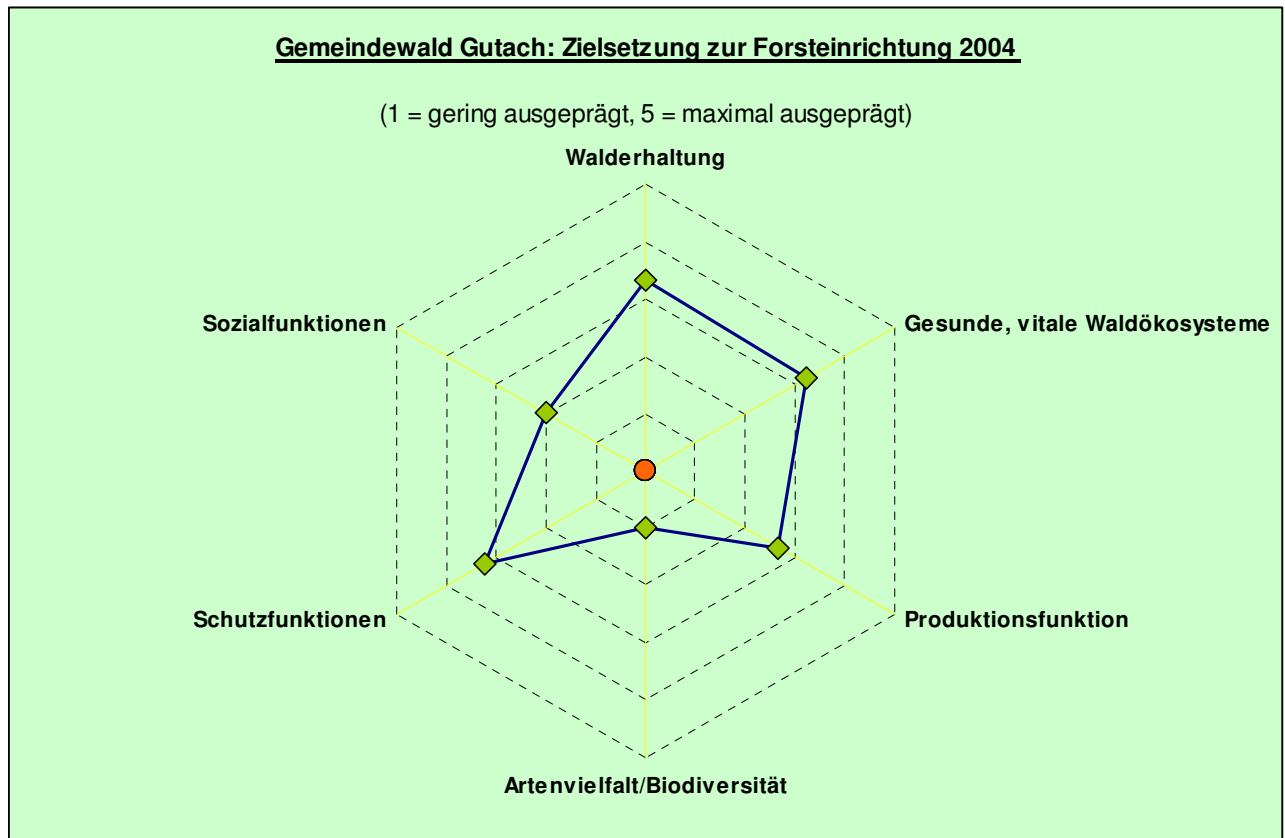 Gemeindewald Gutach: Zielsetzung zur Forsteinrichtung 2004
(1 = gering ausgeprägt, 5 = maximal ausgeprägt)
Walderhaltung
Sozialfunktionen
Gesunde, vitale Waldökosysteme
Schutzfunktionen
Produktionsfunktion
Artenvielfalt/Biodiversität